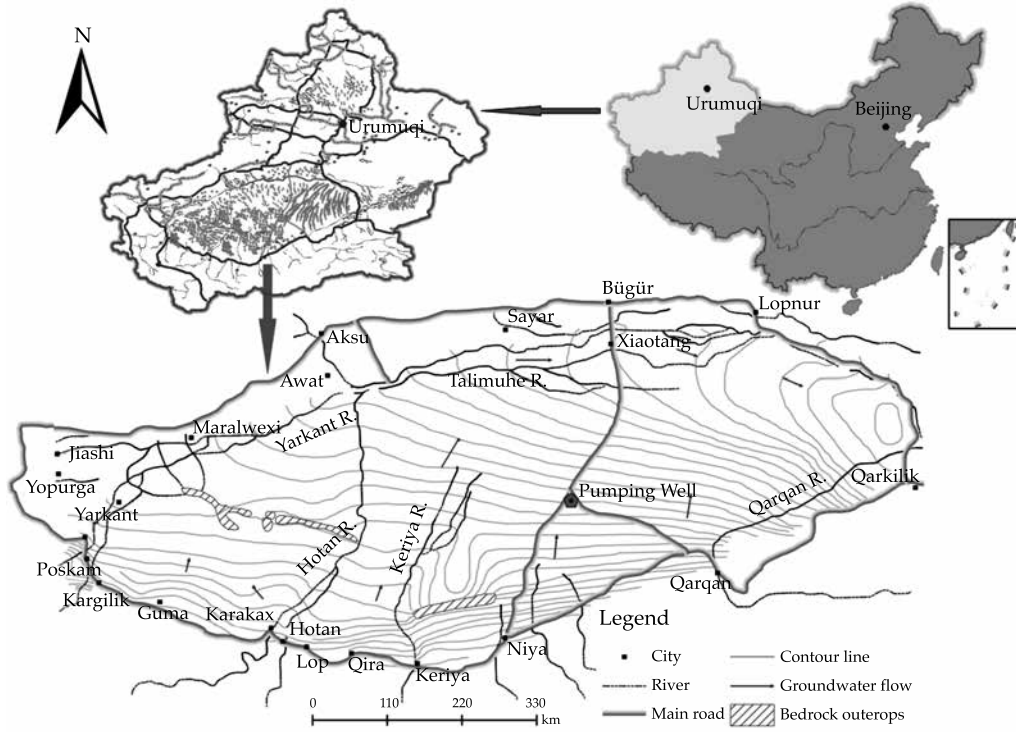 N
Urumuqi
Urumuqi
Beijing
Bügür
Lopnur
Sayar
Aksu
Xiaotang
Awat
Talimuhe R.
Maralwexi
Yarkant R.
Jiashi
Yopurga
Qarkilik
Qarqan R.
Pumping Well
Yarkant
Keriya R.
Hotan R.
Poskam
Qarqan
Kargilik
Guma
Karakax
Hotan
Lop
Qira
Keriya
Niya
Legend
City
Contour line
River
Groundwater flow
Main road
Bedrock outerops
0 110 220 330
km